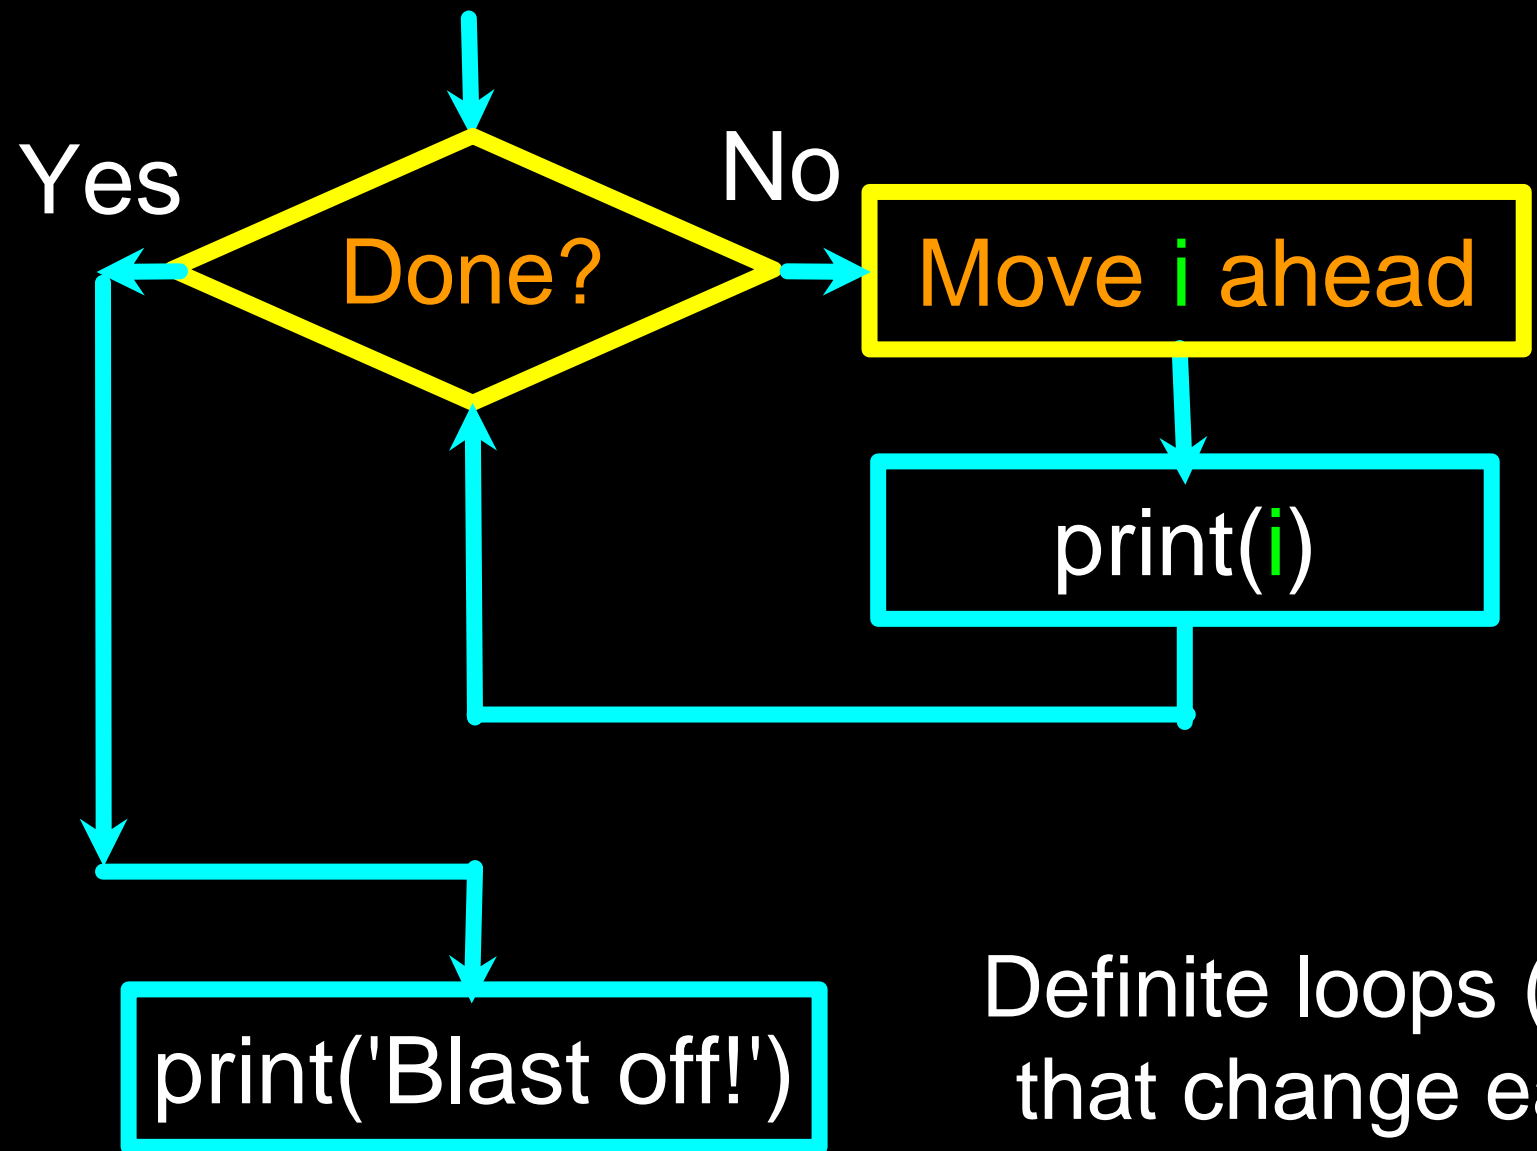 Yes
No
Done?
Move i ahead
print(i)
print('Blast off!')
Definite loops (
that change